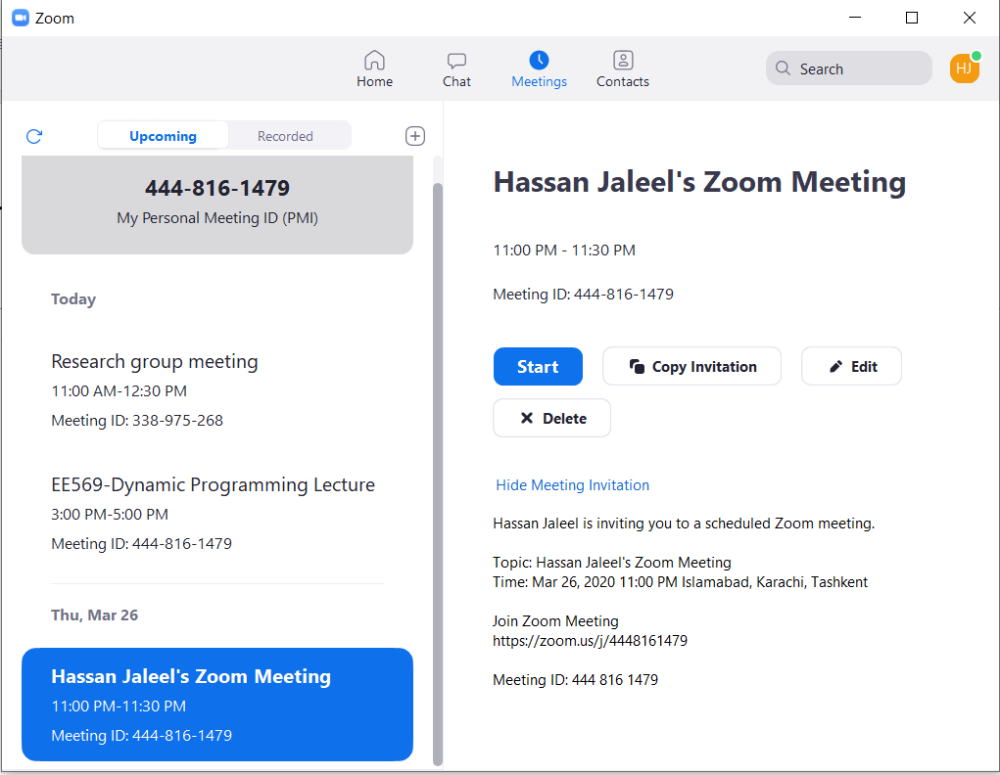 Zoom
Home
Chat
Meetings
Contacts
Search
HJ
Upcoming
Recorded
444-816-1479
My Personal Meeting ID (PMI)
Today
Research group meeting
11:00 AM-12:30 PM
Meeting ID: 338-975-268
EE569-Dynamic Programming Lecture
3:00 PM-5:00 PM
Meeting ID: 444-816-1479
Thu, Mar 26
Hassan Jaleel's Zoom Meeting
11:00 PM-11:30 PM
Meeting ID: 444-816-1479
Hassan Jaleel's Zoom Meeting
11:00 PM - 11:30 PM
Meeting ID: 444-816-1479
Start
Copy Invitation
Edit
Delete
Hide Meeting Invitation
Hassan Jaleel is inviting you to a scheduled Zoom meeting.
Topic: Hassan Jaleel's Zoom Meeting
Time: Mar 26, 2020 11:00 PM Islamabad, Karachi, Tashkent
Join Zoom Meeting
https://zoom.us/j/4448161479
Meeting ID: 444 816 1479